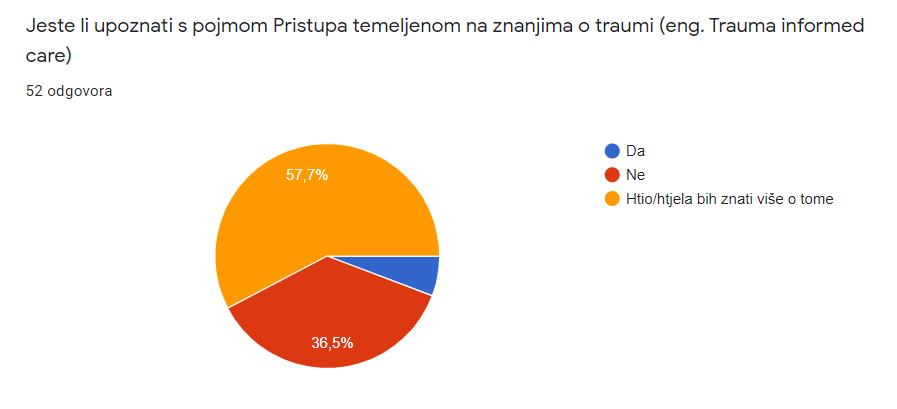 Jeste li upoznati s pojmom Pristupa temeljenom na znanjima o traumi (eng. Trauma informed
care)
52 odgovora
57,7%
36,5%
Da
Ne
Htio/htjela bih znati više o tome